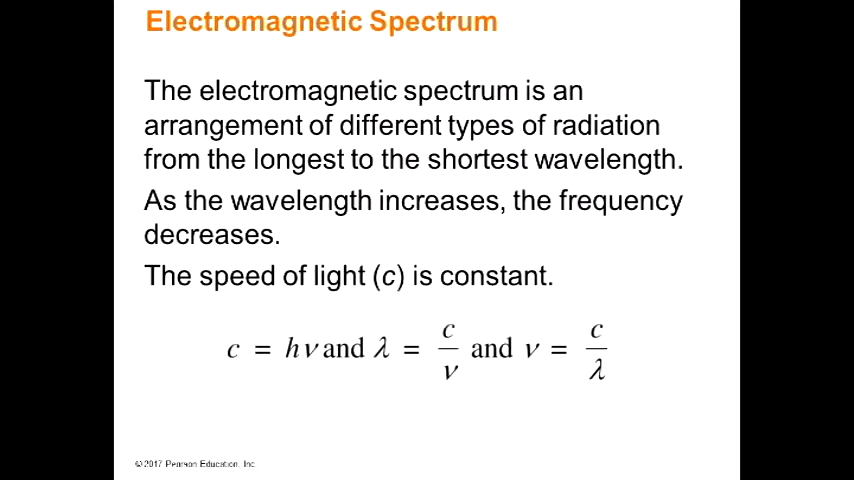 Electromagnetic Spectrum
The electromagnetic spectrum is an
arrangement of different types of radiation
from the longest to the shortest wavelength.
As the wavelength increases, the frequency
decreases.
The speed of light (c) is constant.
c = hν and λ = c/ν and ν = c/λ
© 2017 Pearson Education, Inc